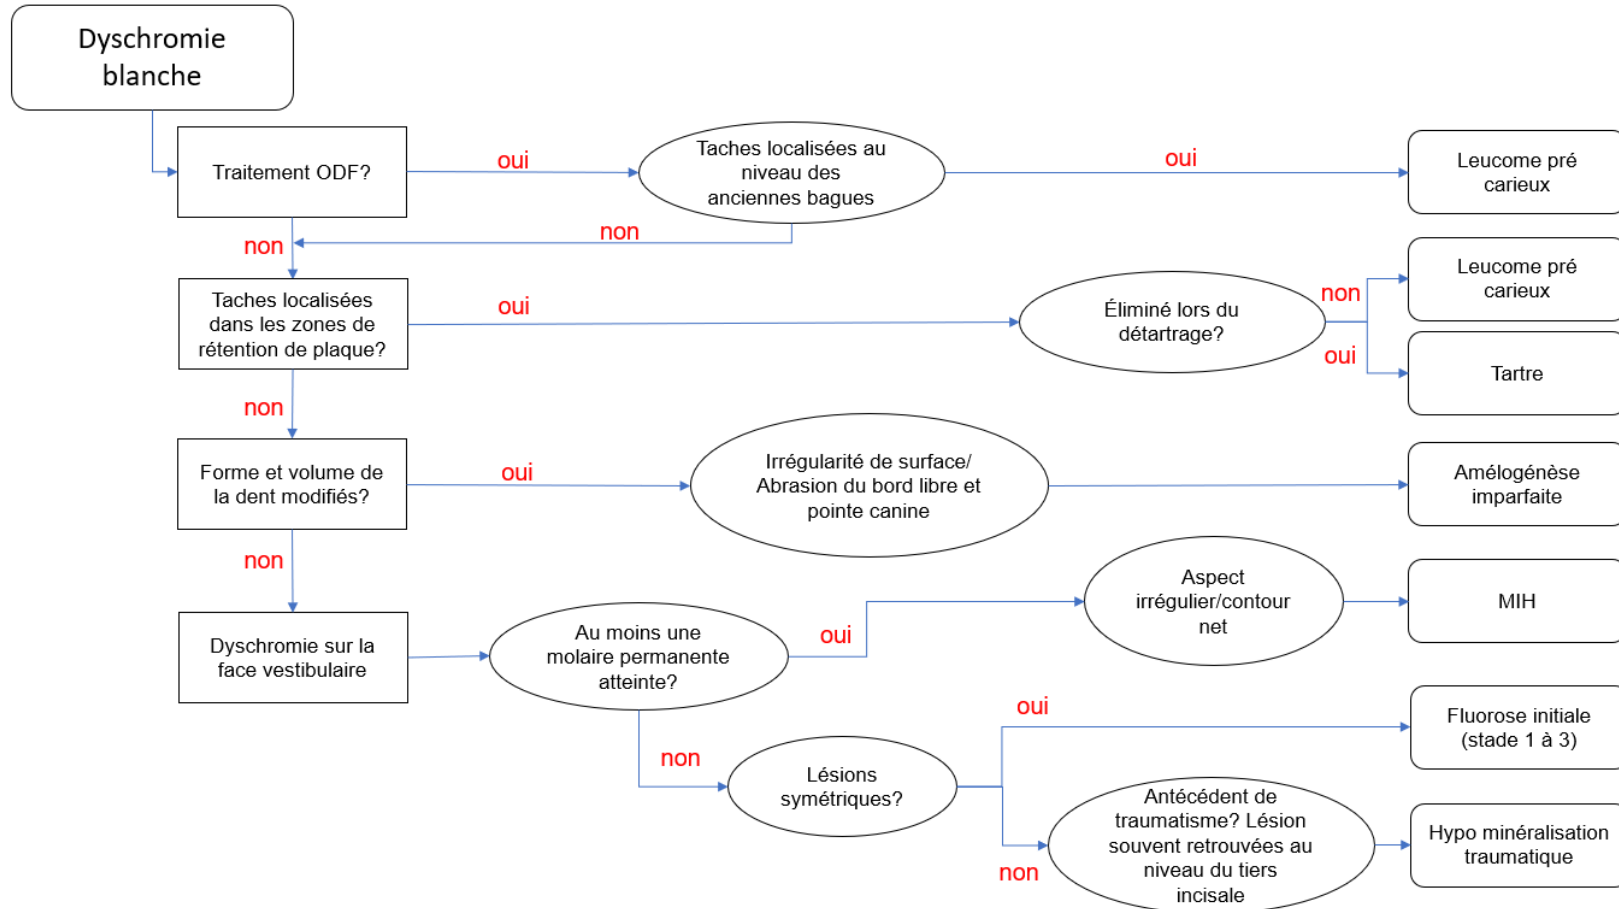 Dyschromie
blanche
Traitement ODF?
oui
Taches localisées au
niveau des
anciennes bagues
oui
Leucome pré
carieux
non
non
Taches localisées
dans les zones de
rétention de plaque?
oui
Éliminé lors du
détartrage?
non
Leucome pré
carieux
oui
Tartre
non
Forme et volume de
la dent modifiés?
oui
Irrégularité de surface/
Abrasion du bord libre et
pointe canine
Amélogénèse
imparfaite
non
Dyschromie sur la
face vestibulaire
Au moins une
molaire permanente
atteinte?
oui
Aspect
irrégulier/contour
net
MIH
non
Lésions
symétriques?
oui
Fluorose initiale
(stade 1 à 3)
non
Antécédent de
traumatisme? Lésion
souvent retrouvées au
niveau du tiers
incisale
Hypo minéralisation
traumatique